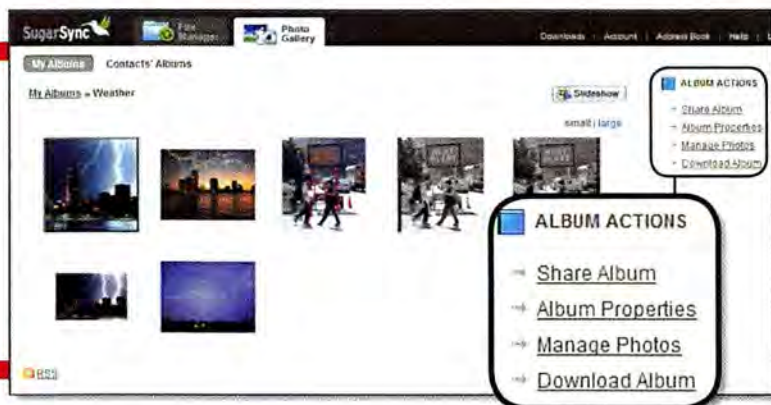 SugarSync
File Manager
Photo Gallery
Downloads | Account | Address Book | Help |
My Albums Contacts' Albums
My Albums » Weather
Slideshow
small | large
ALBUM ACTIONS
→ Share Album
→ Album Properties
→ Manage Photos
→ Download Album
ALBUM ACTIONS
→ Share Album
→ Album Properties
→ Manage Photos
→ Download Album
RSS